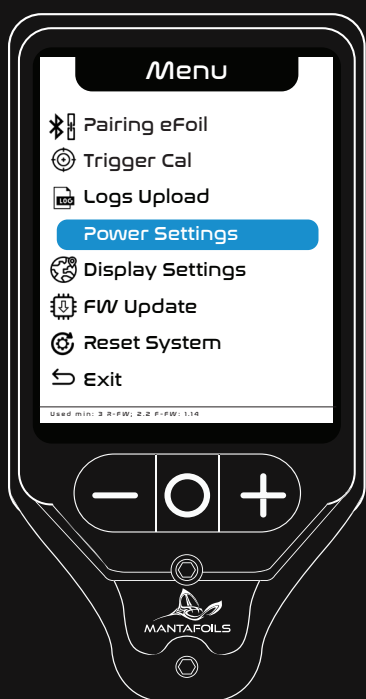 Menu
Pairing eFoil
Trigger Cal
LOG Logs Upload
Power Settings
Display Settings
FW Update
Reset System
Exit
Used min: 3 R-FW; 2.2 F-FW: 1.14
MANTAFOILS